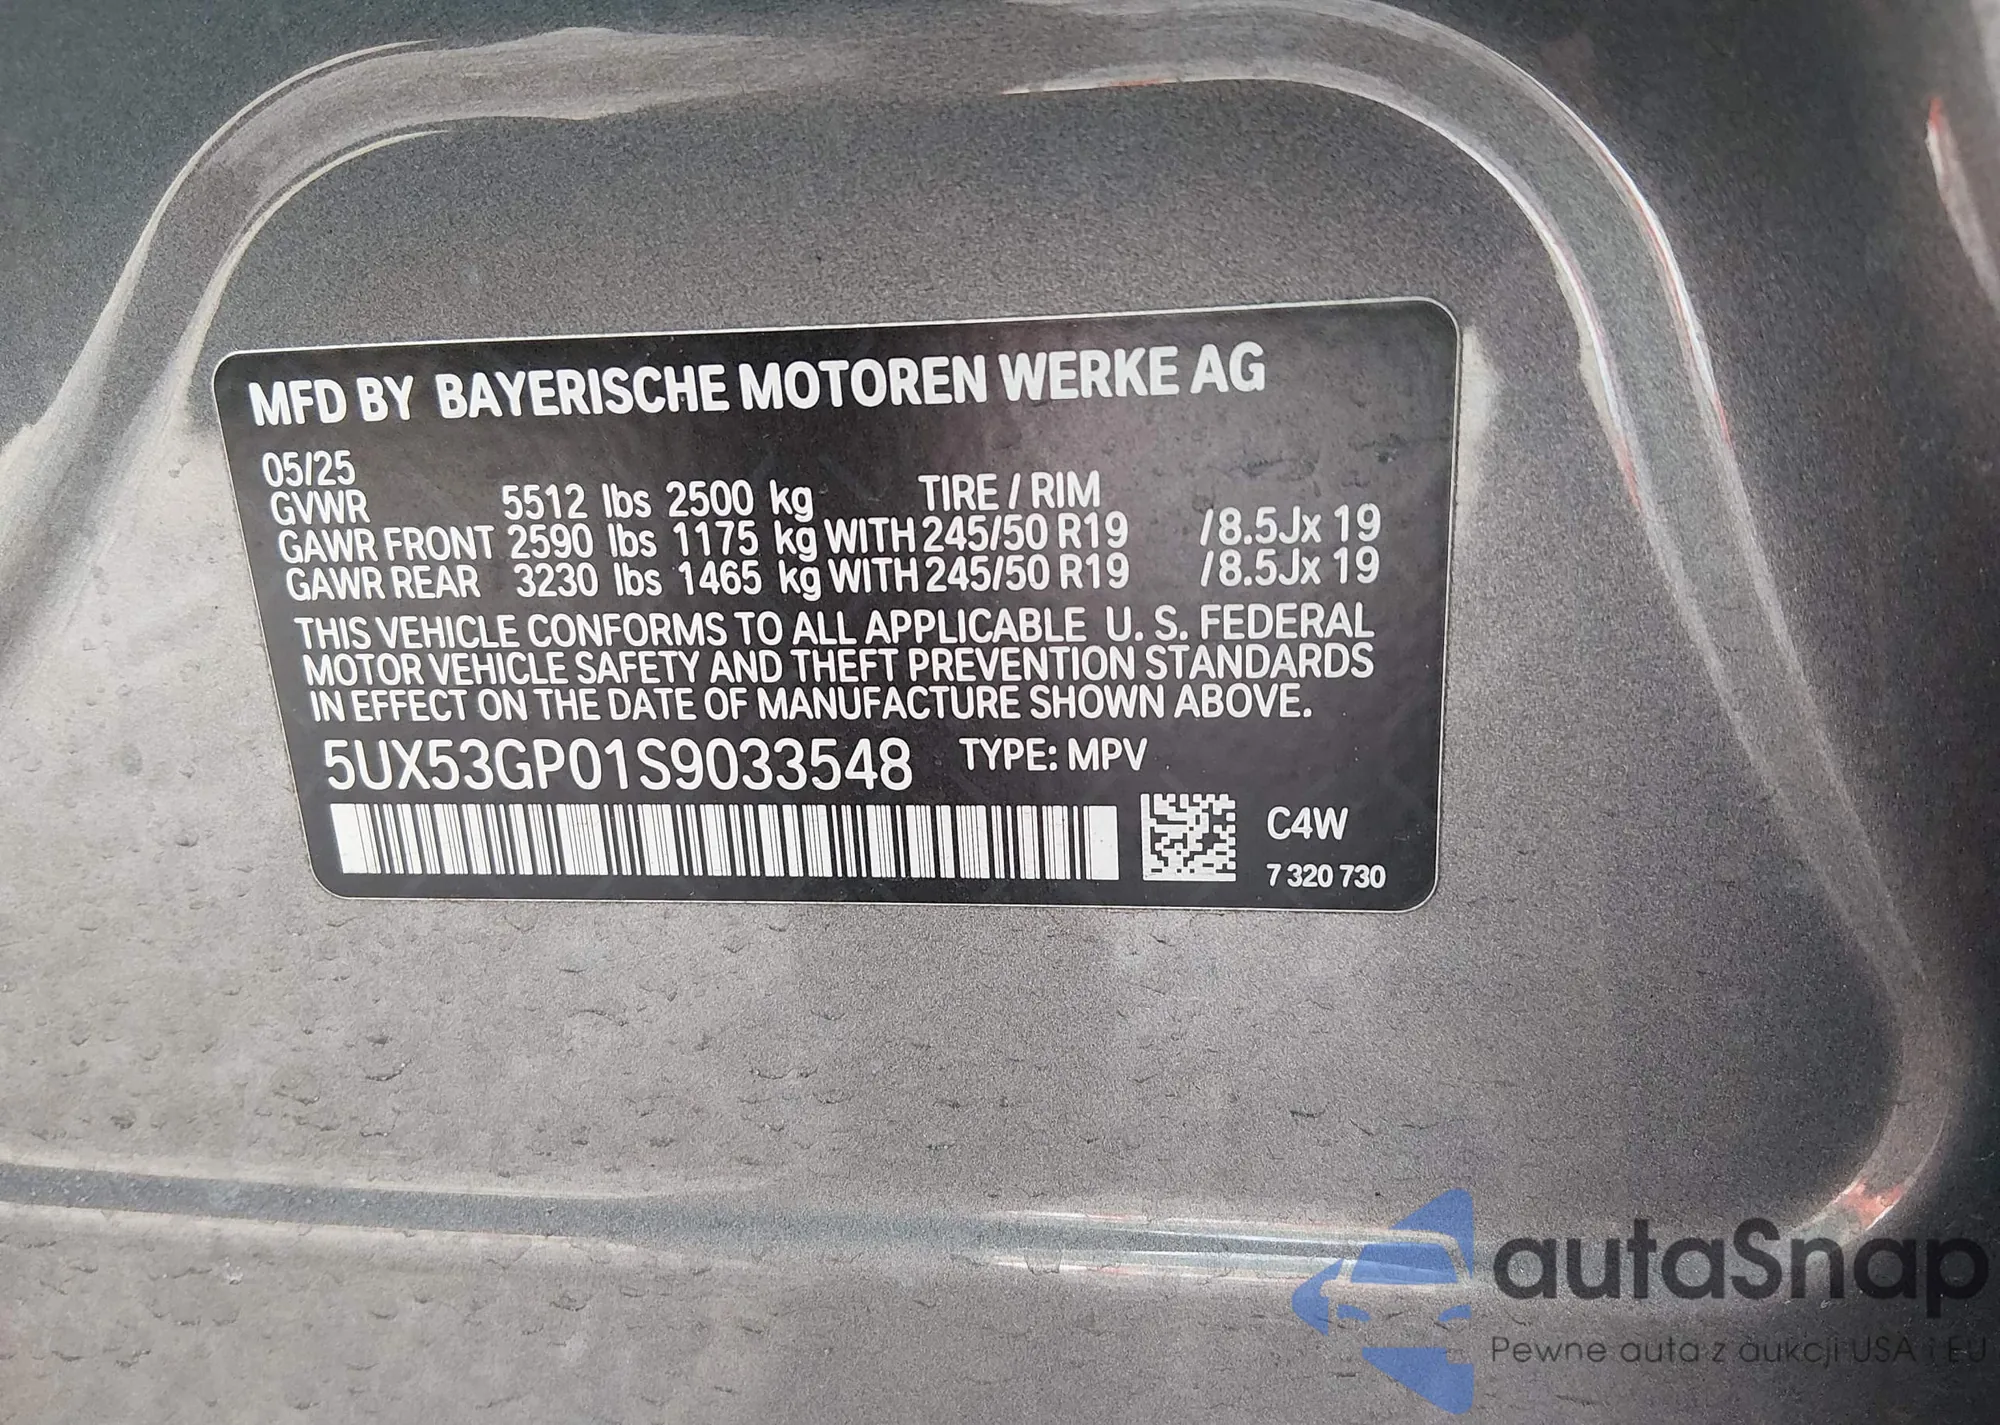 MFD BY BAYERISCHE MOTOREN WERKE AG
05/25
GVWR 5512 lbs 2500 kg TIRE / RIM
GAWR FRONT 2590 lbs 1175 kg WITH 245/50 R19 /8.5Jx 19
GAWR REAR 3230 lbs 1465 kg WITH 245/50 R19 /8.5Jx 19
THIS VEHICLE CONFORMS TO ALL APPLICABLE U. S. FEDERAL
MOTOR VEHICLE SAFETY AND THEFT PREVENTION STANDARDS
IN EFFECT ON THE DATE OF MANUFACTURE SHOWN ABOVE.
5UX53GP01S9033548 TYPE: MPV
C4W
7 320 730
autaSnap
Pewne auta z aukcji USA i EU